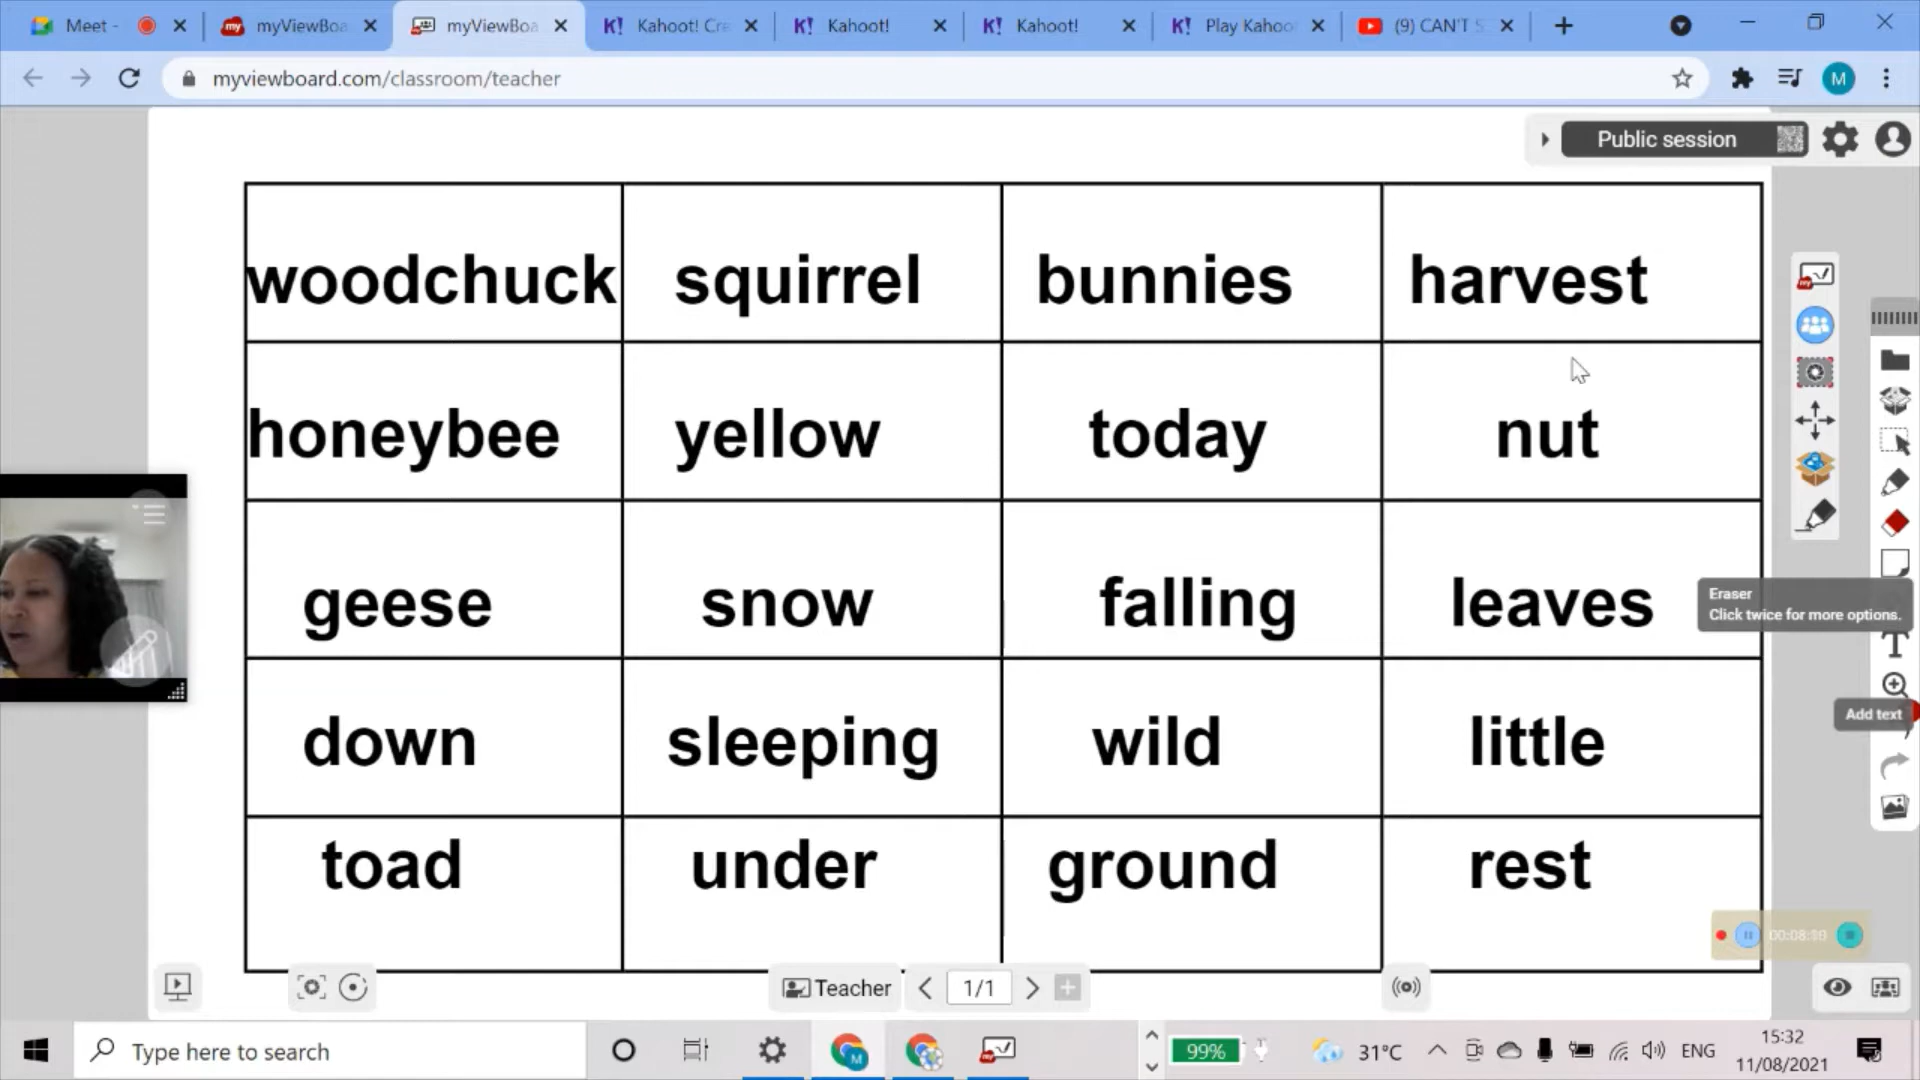 Meet -
myViewBoa
myViewBoa
Kahoot! Cre
Kahoot!
Kahoot!
Play Kahoo
(9) CAN'T S
myviewboard.com/classroom/teacher
M
Public session
woodchuck squirrel bunnies harvest
honeybee yellow today nut
geese snow falling leaves
Eraser
Click twice for more options.
down sleeping wild little
Add text
toad under ground rest
Teacher
1/1
Type here to search
99%
31°C
ENG
15:32
11/08/2021